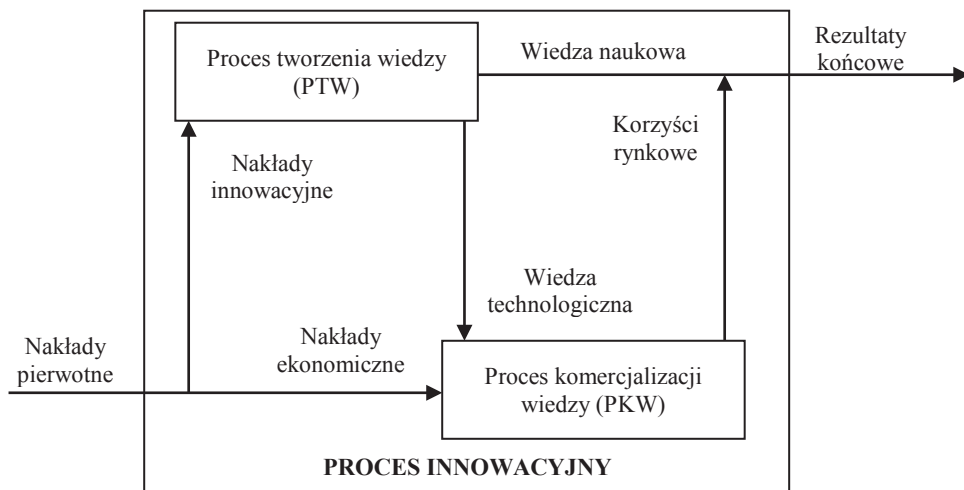 Proces tworzenia wiedzy
(PTW)
Wiedza naukowa
Rezultaty
końcowe
Korzyści
rynkowe
Nakłady
innowacyjne
Wiedza
technologiczna
Nakłady
pierwotne
Nakłady
ekonomiczne
Proces komercjalizacji
wiedzy (PKW)
PROCES INNOWACYJNY